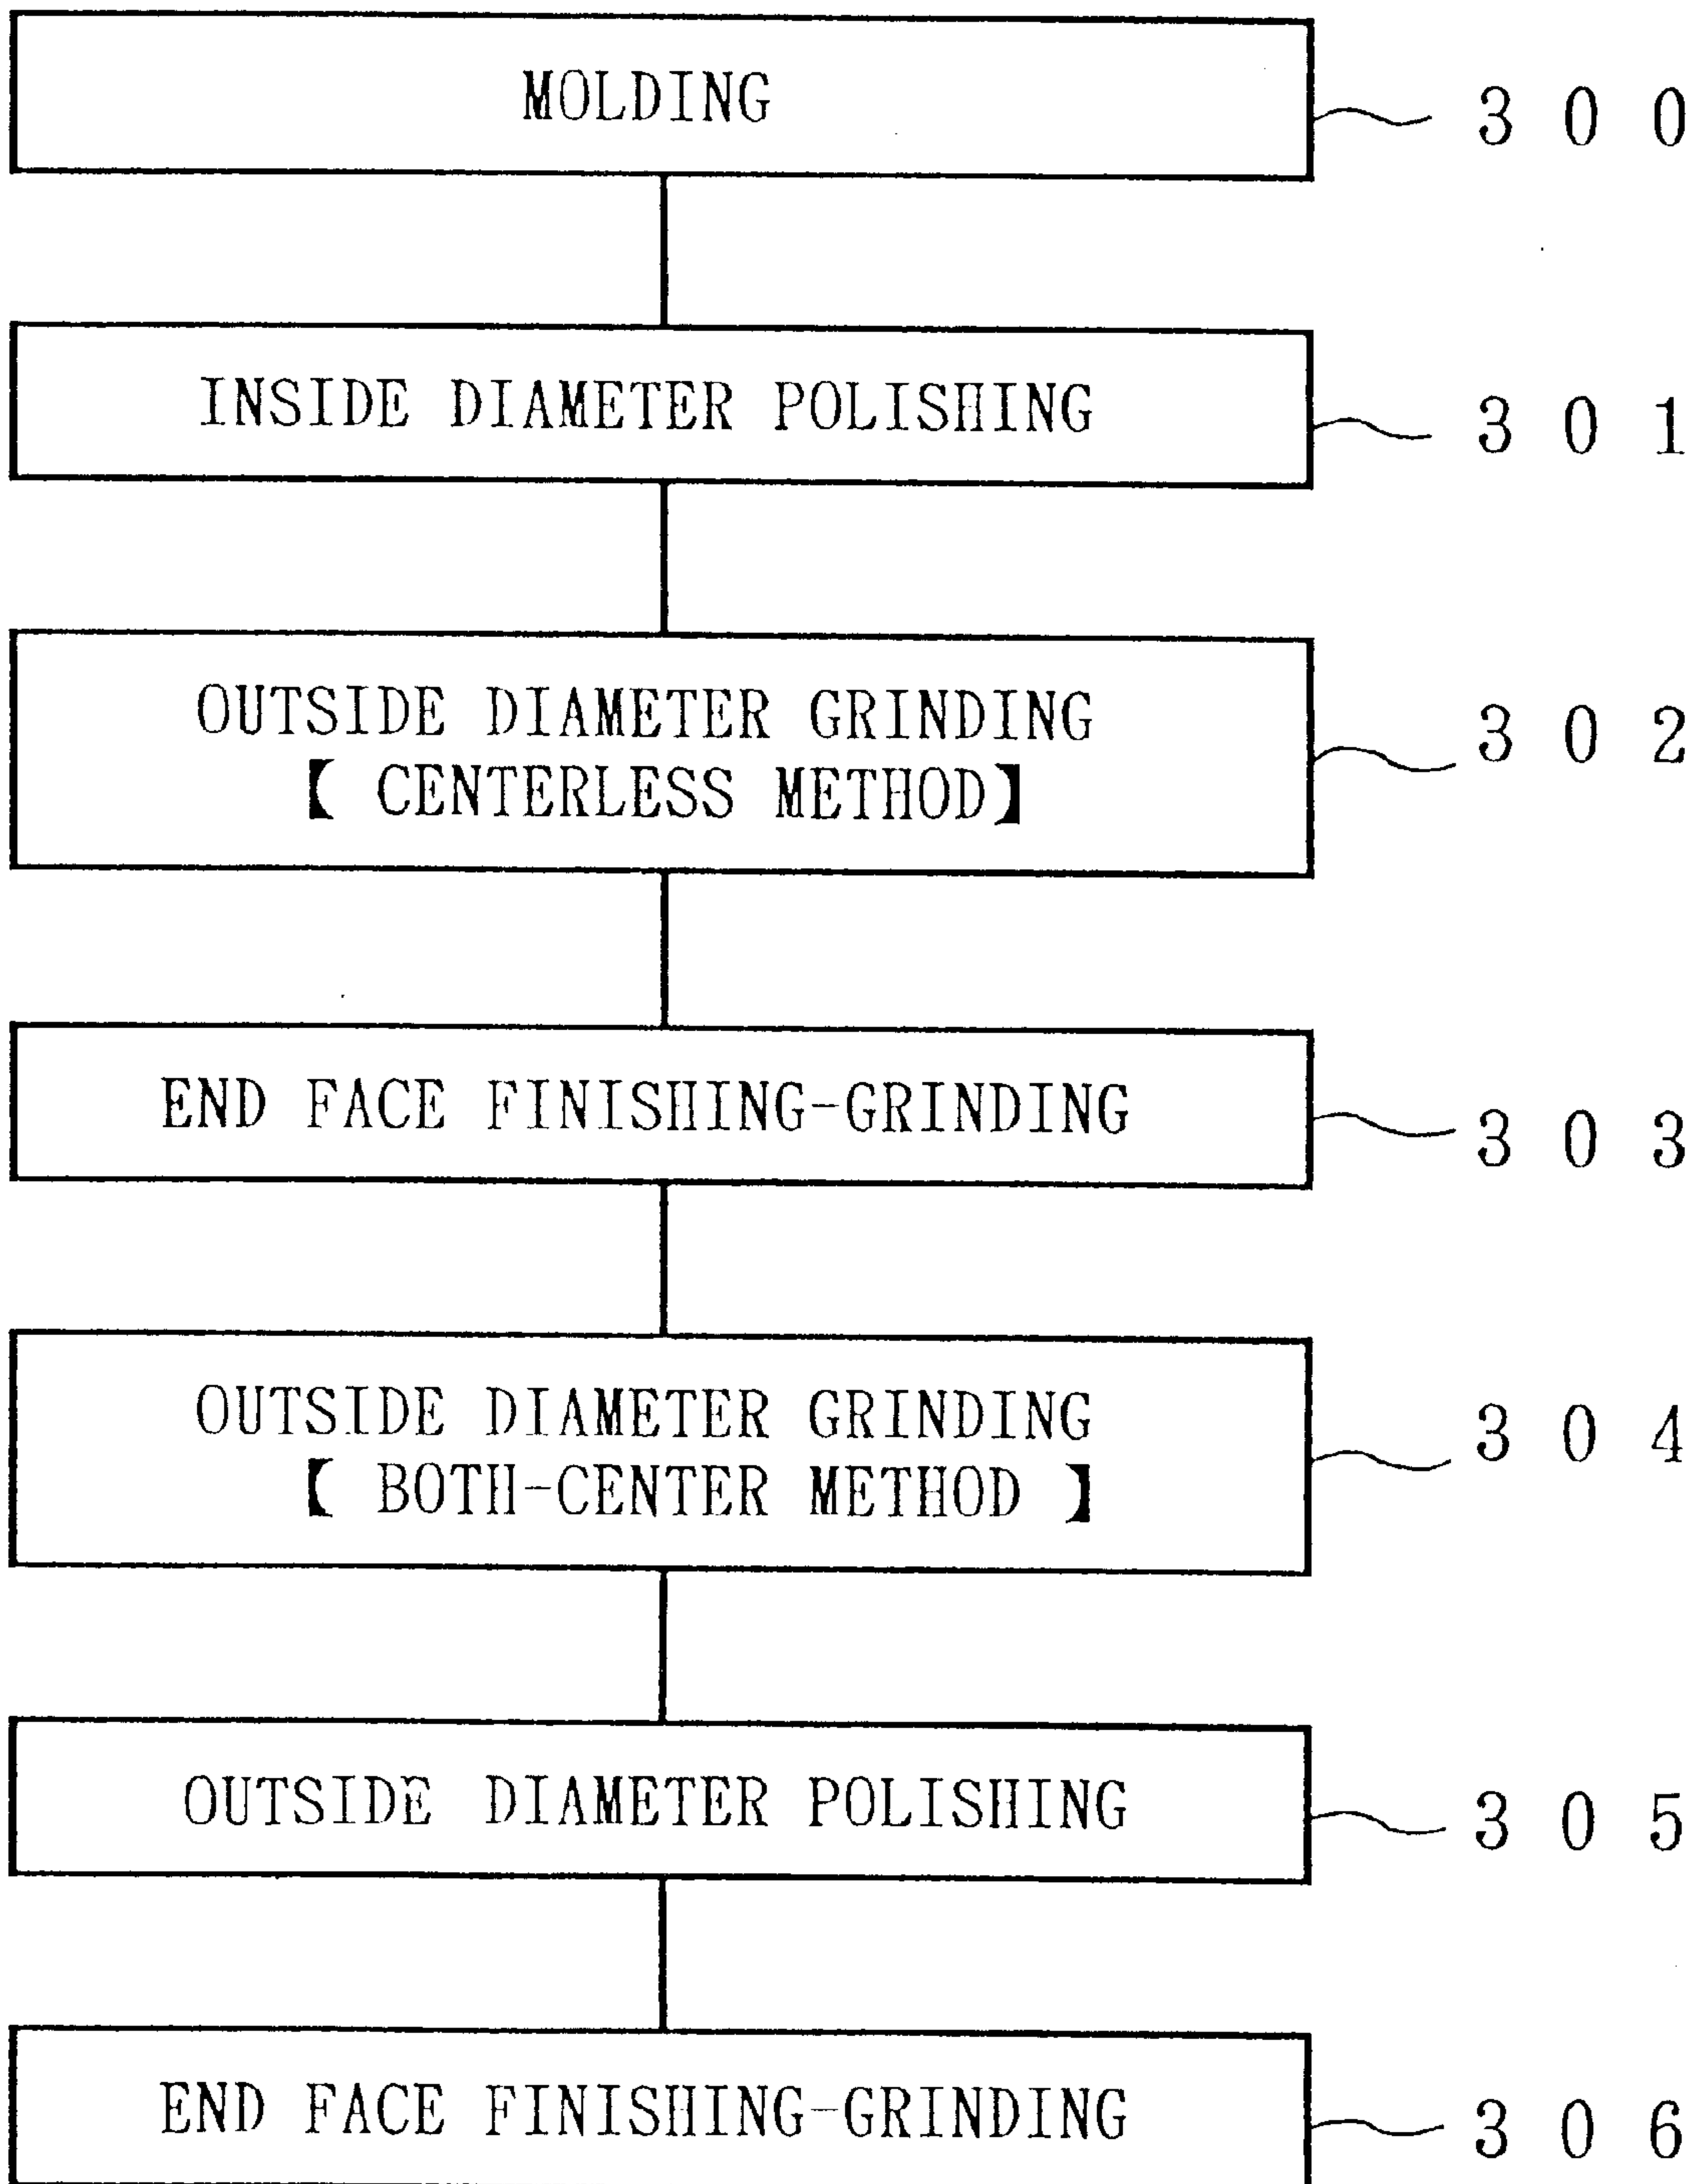 MOLDING
300
INSIDE DIAMETER POLISHING
301
OUTSIDE DIAMETER GRINDING
【 CENTERLESS METHOD】
302
END FACE FINISHING-GRINDING
303
OUTSIDE DIAMETER GRINDING
【 BOTH-CENTER METHOD 】
304
OUTSIDE DIAMETER POLISHING
305
END FACE FINISHING-GRINDING
306